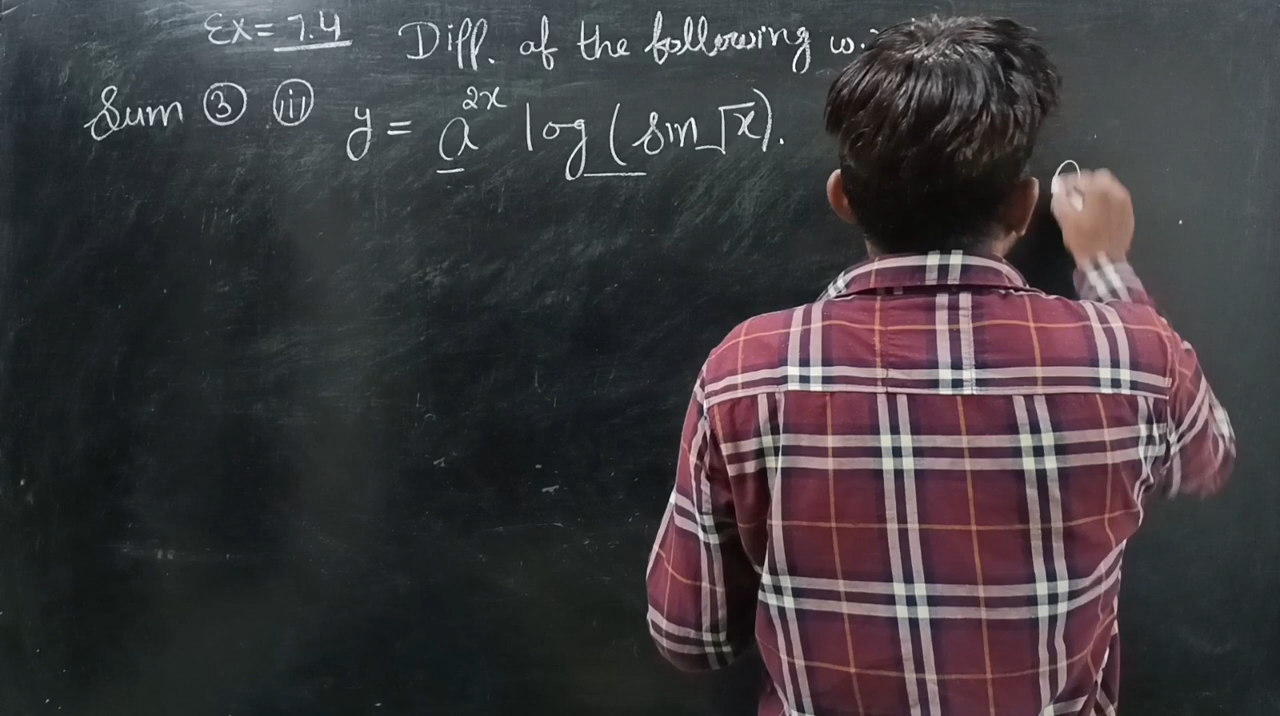 Ex= 7.4 Diff. of the following w.
Sum ③ (ii) y = a^2x log (sin √x).